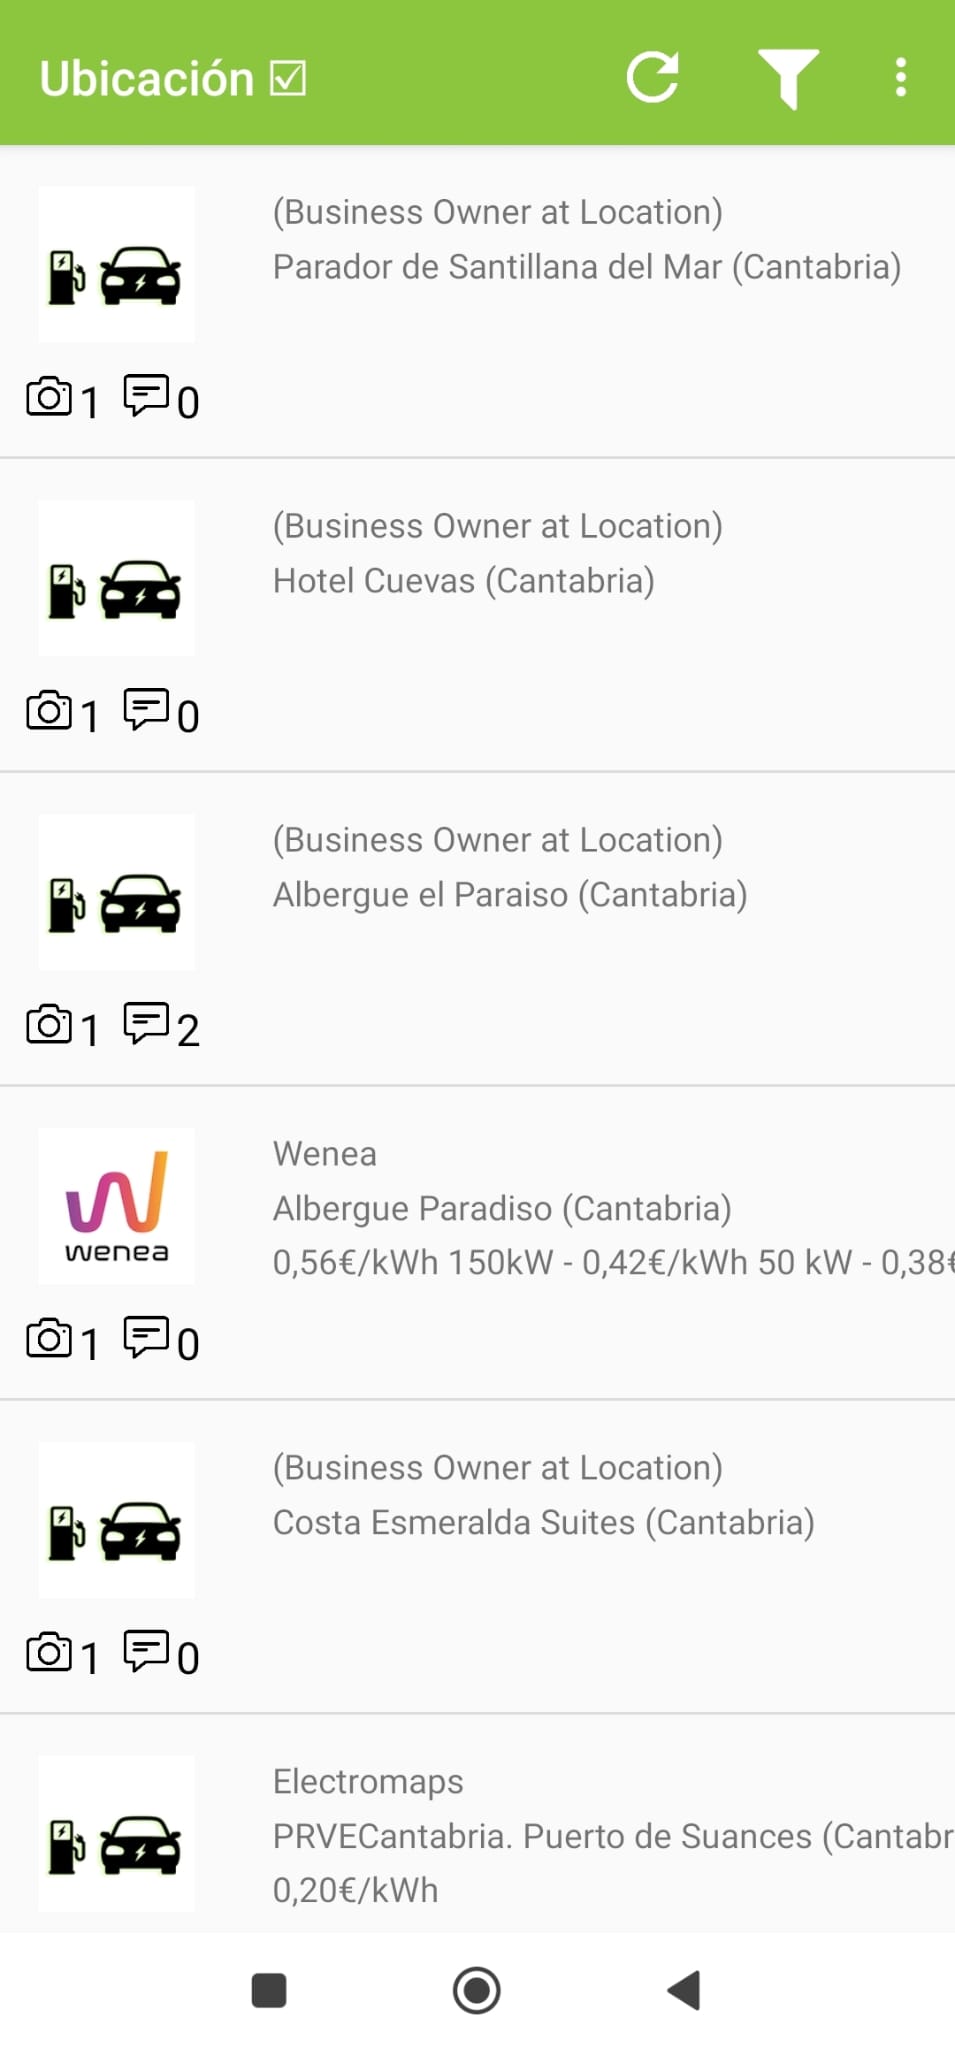 Ubicación ☑
(Business Owner at Location)
Parador de Santillana del Mar (Cantabria)
1 0
(Business Owner at Location)
Hotel Cuevas (Cantabria)
1 0
(Business Owner at Location)
Albergue el Paraiso (Cantabria)
1 2
wenea
Wenea
Albergue Paradiso (Cantabria)
0,56€/kWh 150kW - 0,42€/kWh 50 kW - 0,38€
1 0
(Business Owner at Location)
Costa Esmeralda Suites (Cantabria)
1 0
Electromaps
PRVECantabria. Puerto de Suances (Cantabr
0,20€/kWh